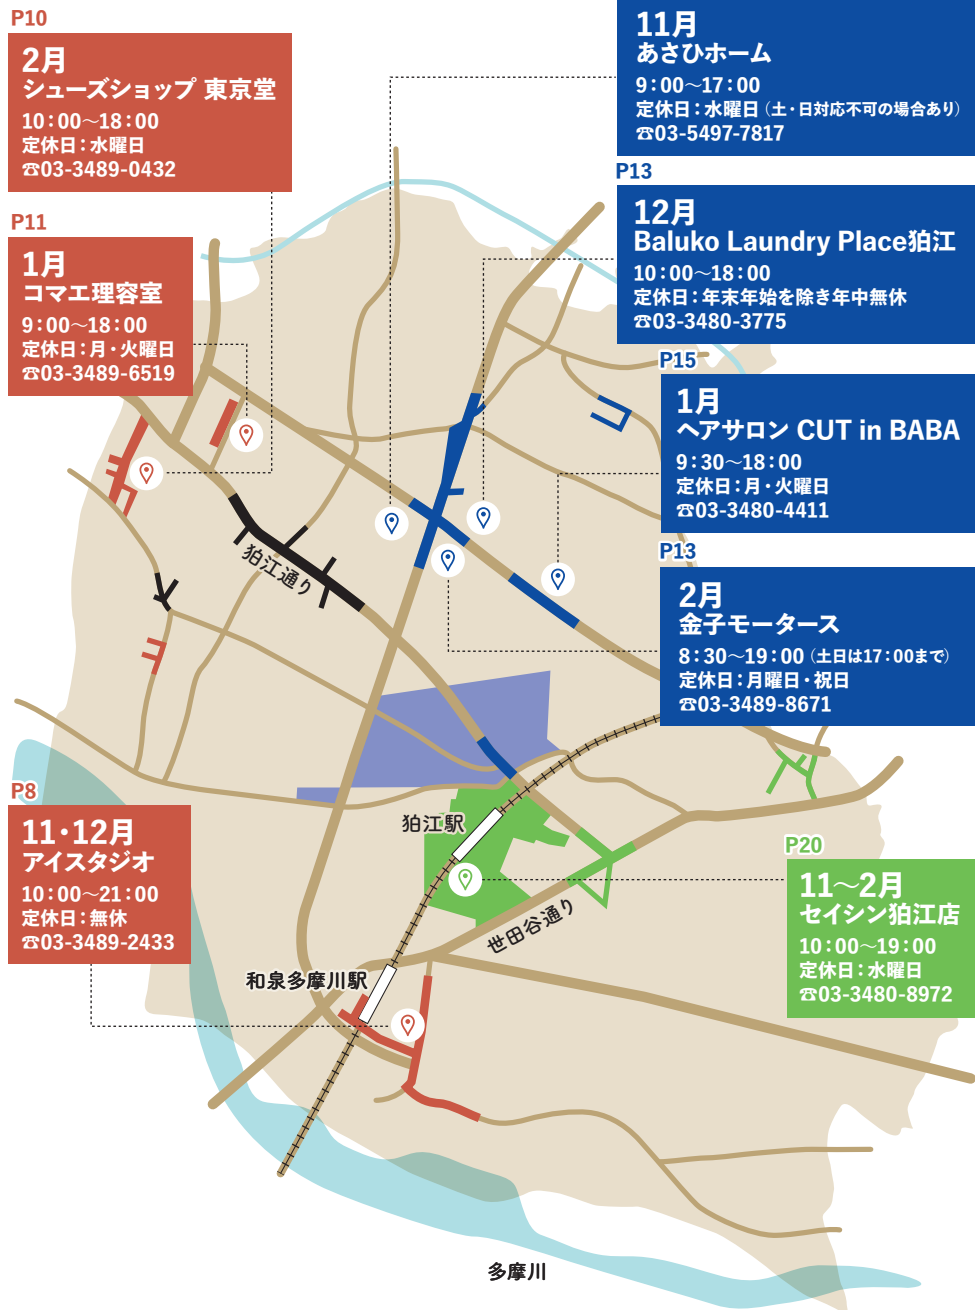 P10
2月
シューズショップ 東京堂
10：00〜18：00
定休日：水曜日
☎03-3489-0432
P11
1月
コマエ理容室
9：00〜18：00
定休日：月・火曜日
☎03-3489-6519
11月
あさひホーム
9：00〜17：00
定休日：水曜日（土・日対応不可の場合あり）
☎03-5497-7817
P13
12月
Baluko Laundry Place狛江
10：00〜18：00
定休日：年末年始を除き年中無休
☎03-3480-3775
P15
1月
ヘアサロン CUT in BABA
9：30〜18：00
定休日：月・火曜日
☎03-3480-4411
P13
2月
金子モータース
8：30〜19：00（土日は17：00まで）
定休日：月曜日・祝日
☎03-3489-8671
狛江通り
P8
11・12月
アイスタジオ
10：00〜21：00
定休日：無休
☎03-3489-2433
狛江駅
P20
11〜2月
セイシン狛江店
10：00〜19：00
定休日：水曜日
☎03-3480-8972
世田谷通り
和泉多摩川駅
多摩川